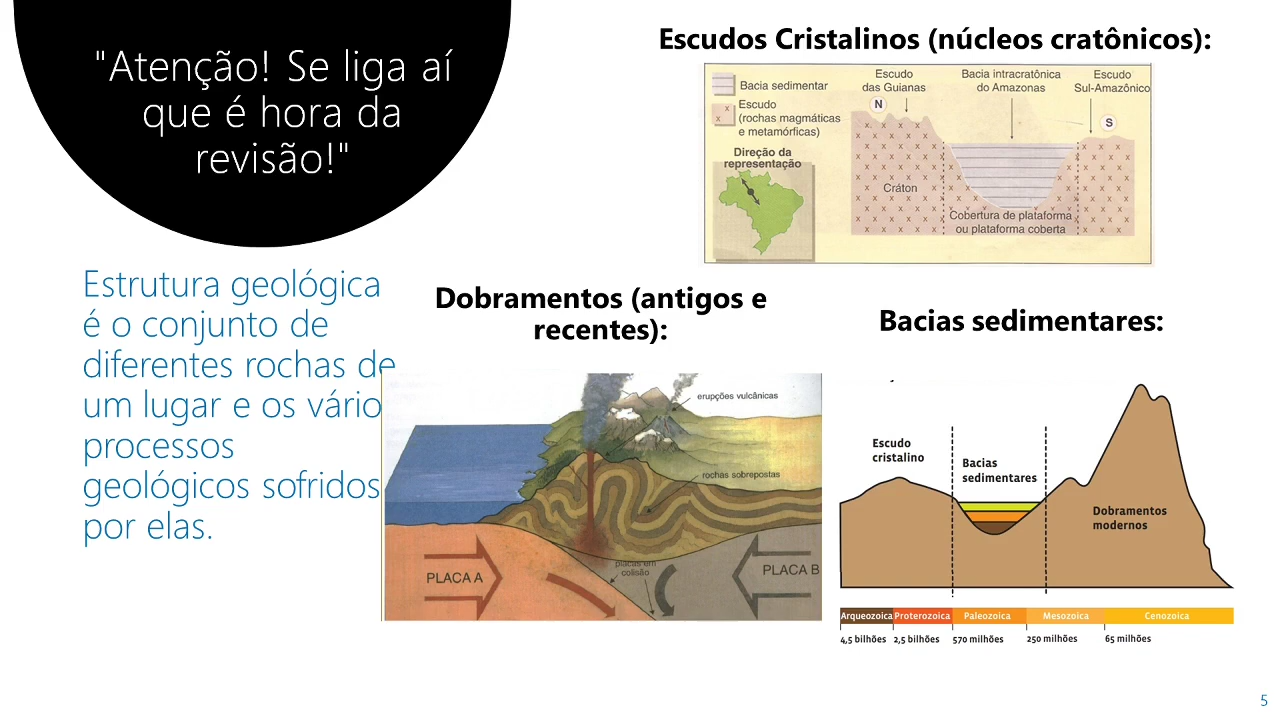 "Atenção! Se liga aí
que é hora da
revisão!"
Estrutura geológica
é o conjunto de
diferentes rochas de
um lugar e os vário
processos
geológicos sofridos
por elas.
Escudos Cristalinos (núcleos cratônicos):
Bacia sedimentar
Escudo
(rochas magmáticas
e metamórficas)
Direção da
representação
Escudo
das Guianas
Bacia intracratônica
do Amazonas
Escudo
Sul-Amazônico
N
S
Cráton
Cobertura de plataforma
ou plataforma coberta
Dobramentos (antigos e
recentes):
erupções vulcânicas
rochas sobrepostas
placas em
colisão
PLACA A
PLACA B
Bacias sedimentares:
Escudo
cristalino
Bacias
sedimentares
Dobramentos
modernos
Arqueozoica Proterozoica Paleozoica Mesozoica Cenozoica
4,5 bilhões 2,5 bilhões 570 milhões 250 milhões 65 milhões
5